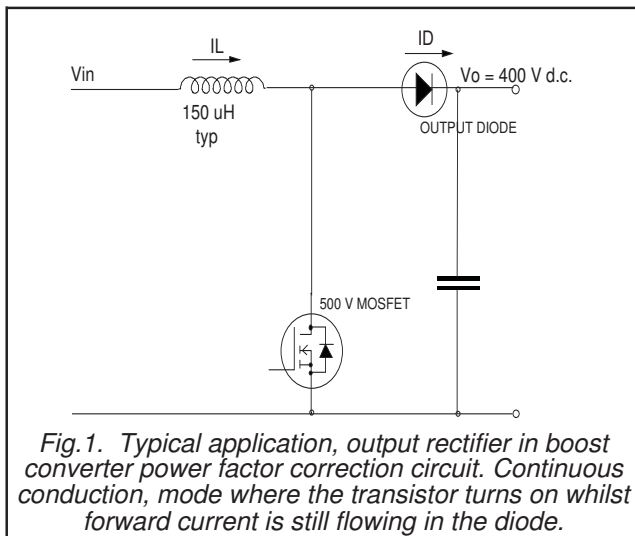 IL
ID
Vin
Vo = 400 V d.c.
150 uH
typ
OUTPUT DIODE
500 V MOSFET
Fig.1. Typical application, output rectifier in boost
converter power factor correction circuit. Continuous
conduction, mode where the transistor turns on whilst
forward current is still flowing in the diode.